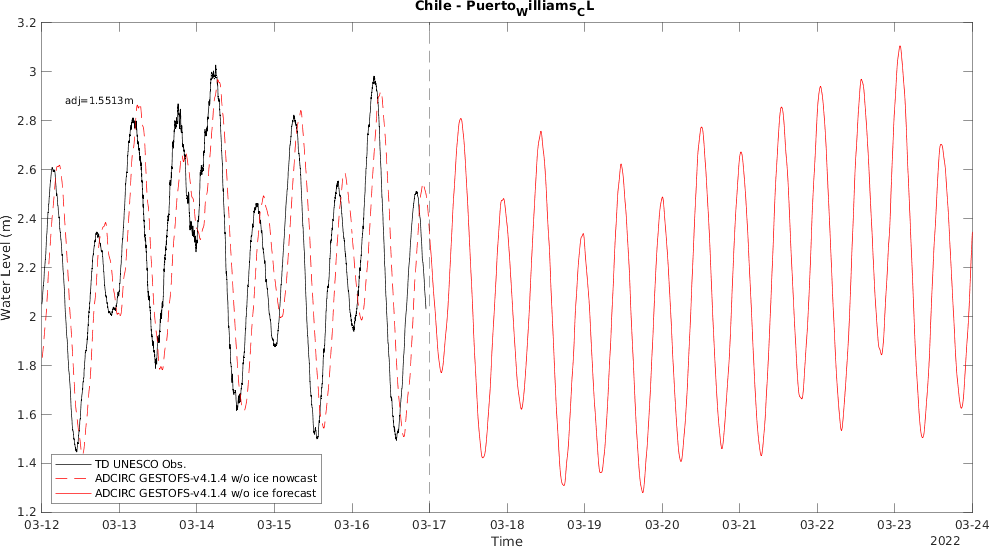 Chile - PuertoWilliamsCL
3.2
3
2.8
2.6
2.4
2.2
2
1.8
1.6
1.4
1.2
Water Level (m)
adj=1.5513m
TD UNESCO Obs.
ADCIRC GESTOFS-v4.1.4 w/o ice nowcast
ADCIRC GESTOFS-v4.1.4 w/o ice forecast
03-12 03-13 03-14 03-15 03-16 03-17 03-18 03-19 03-20 03-21 03-22 03-23 03-24
Time
2022